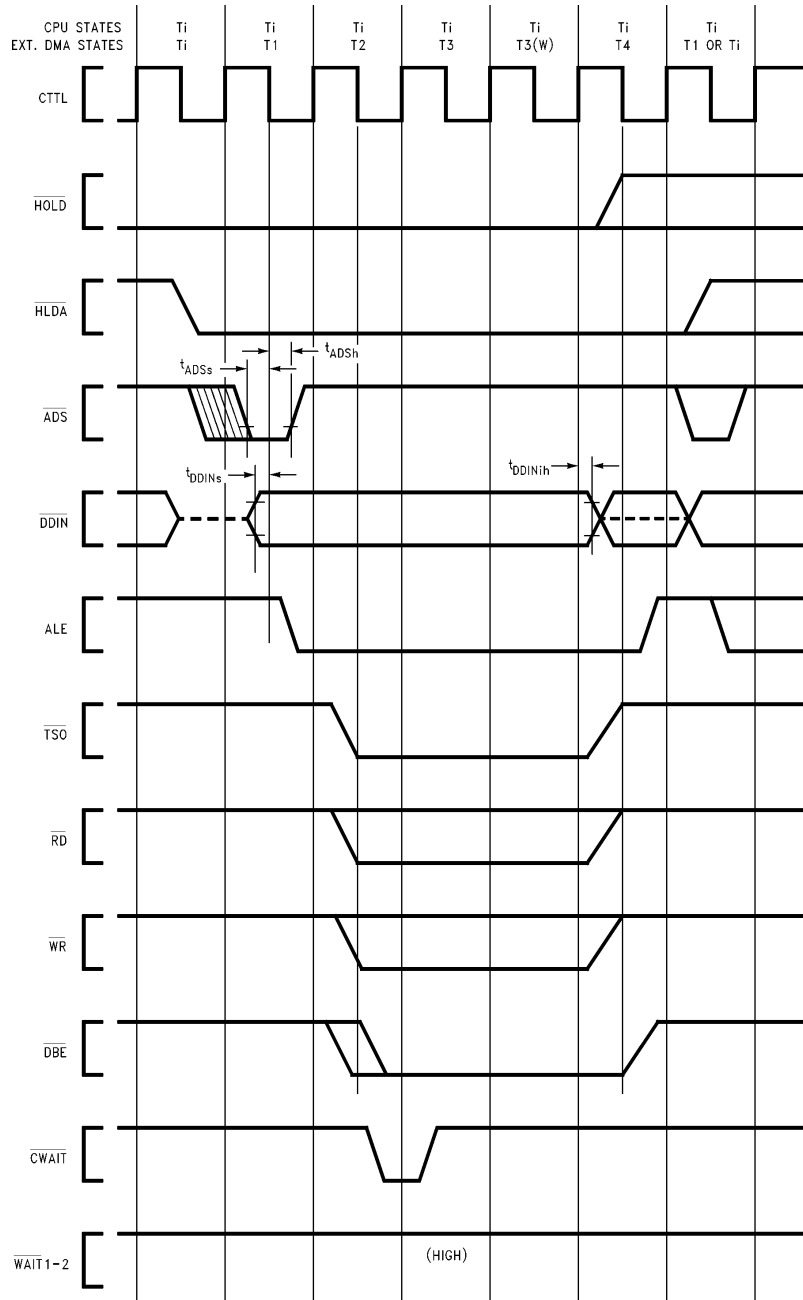 CPU STATES Ti Ti Ti Ti Ti Ti Ti
EXT. DMA STATES Ti T1 T2 T3 T3(W) T4 T1 OR Ti
CTTL
HOLD
HLDA
tADSs tADSh
ADS
tDDINs tDDINih
DDIN
ALE
TSO
RD
WR
DBE
CWAIT
WAIT1-2 (HIGH)